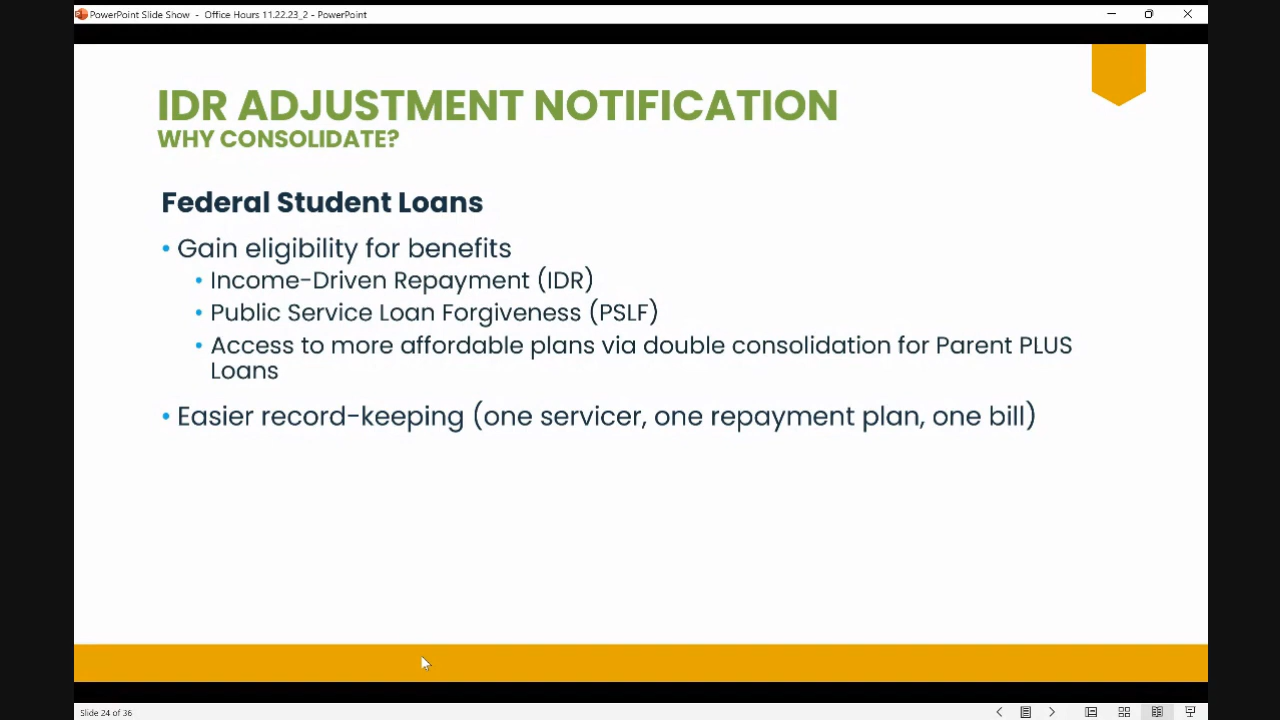 PowerPoint Slide Show - Office Hours 11.22.23_2 - PowerPoint
IDR ADJUSTMENT NOTIFICATION
WHY CONSOLIDATE?
Federal Student Loans
• Gain eligibility for benefits
• Income-Driven Repayment (IDR)
• Public Service Loan Forgiveness (PSLF)
• Access to more affordable plans via double consolidation for Parent PLUS
Loans
• Easier record-keeping (one servicer, one repayment plan, one bill)
Slide 24 of 36